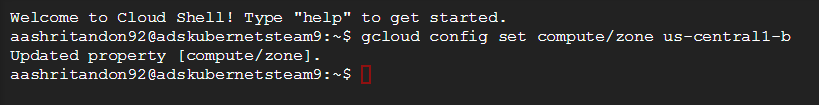 Welcome to Cloud Shell! Type "help" to get started.
aashritandon92@adskubernetsteam9:~$ gcloud config set compute/zone us-central1-b
Updated property [compute/zone].
aashritandon92@adskubernetsteam9:~$